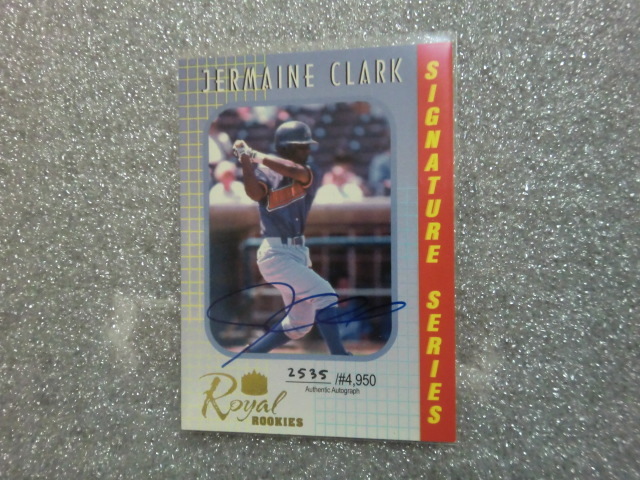 JERMAINE CLARK
SIGNATURE SERIES
2535 /#4,950
Authentic Autograph
Royal
ROOKIES